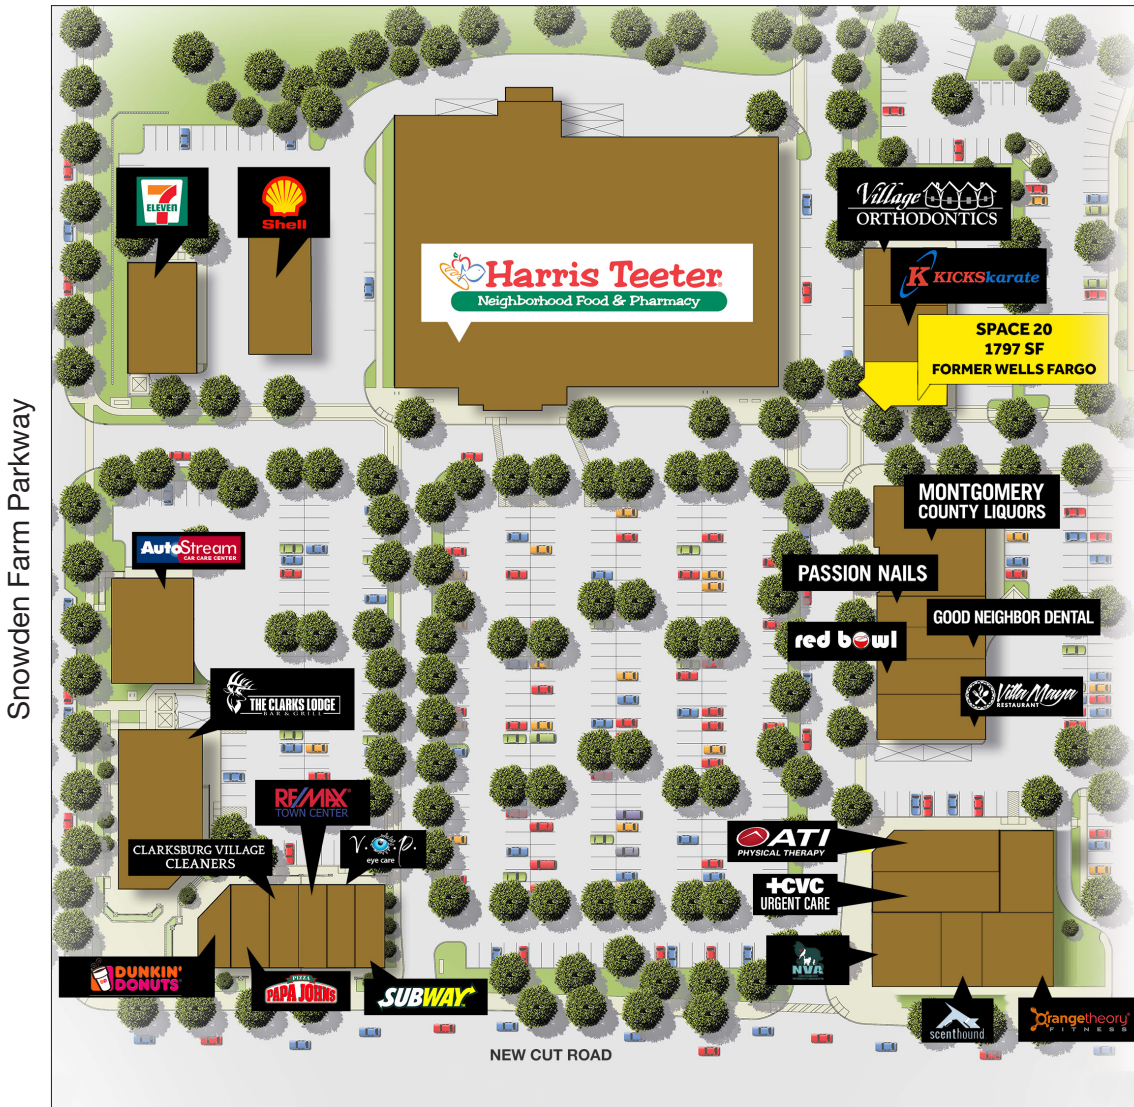 7
ELEVEN
Shell
Harris Teeter
Neighborhood Food & Pharmacy
Village
ORTHODONTICS
K KICKSkarate
SPACE 20
1797 SF
FORMER WELLS FARGO
Snowden Farm Parkway
MONTGOMERY
COUNTY LIQUORS
AutoStream
CAR CARE CENTER
PASSION NAILS
GOOD NEIGHBOR DENTAL
red bowl
THE CLARKS LODGE
BAR & GRILL
Villa Maya
RESTAURANT
RE/MAX
TOWN CENTER
CLARKSBURG VILLAGE
CLEANERS
V.O.P.
eye care
ATI
PHYSICAL THERAPY
+CVC
URGENT CARE
NVA
DUNKIN'
DONUTS
PIZZA
PAPA JOHNS
SUBWAY
scenthound
orangetheory
FITNESS
NEW CUT ROAD